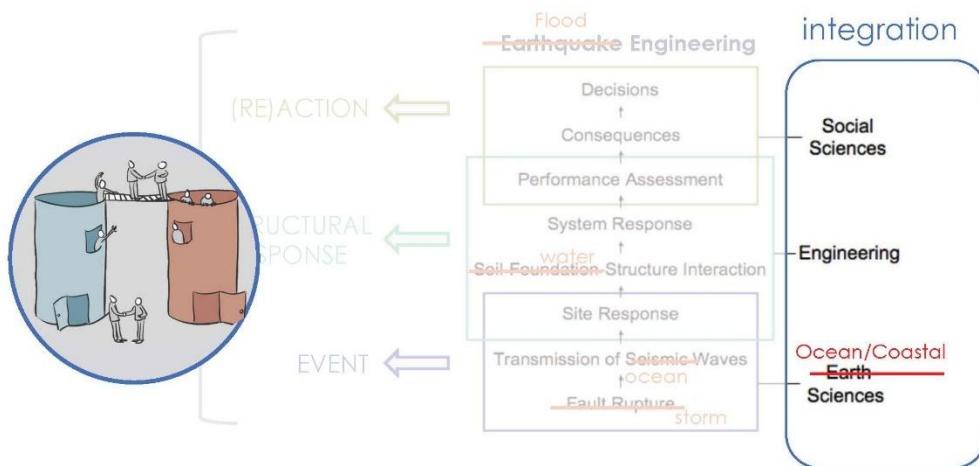 Flood
Earthquake Engineering
integration
(RE)ACTION
Decisions
Consequences
Social
Sciences
Performance Assessment
UCTURAL
SPONSE
System Response
water
Soil Foundation Structure Interaction
Engineering
Site Response
EVENT
Transmission of Seismic Waves
ocean
Fault Rupture
storm
Ocean/Coastal
Earth
Sciences